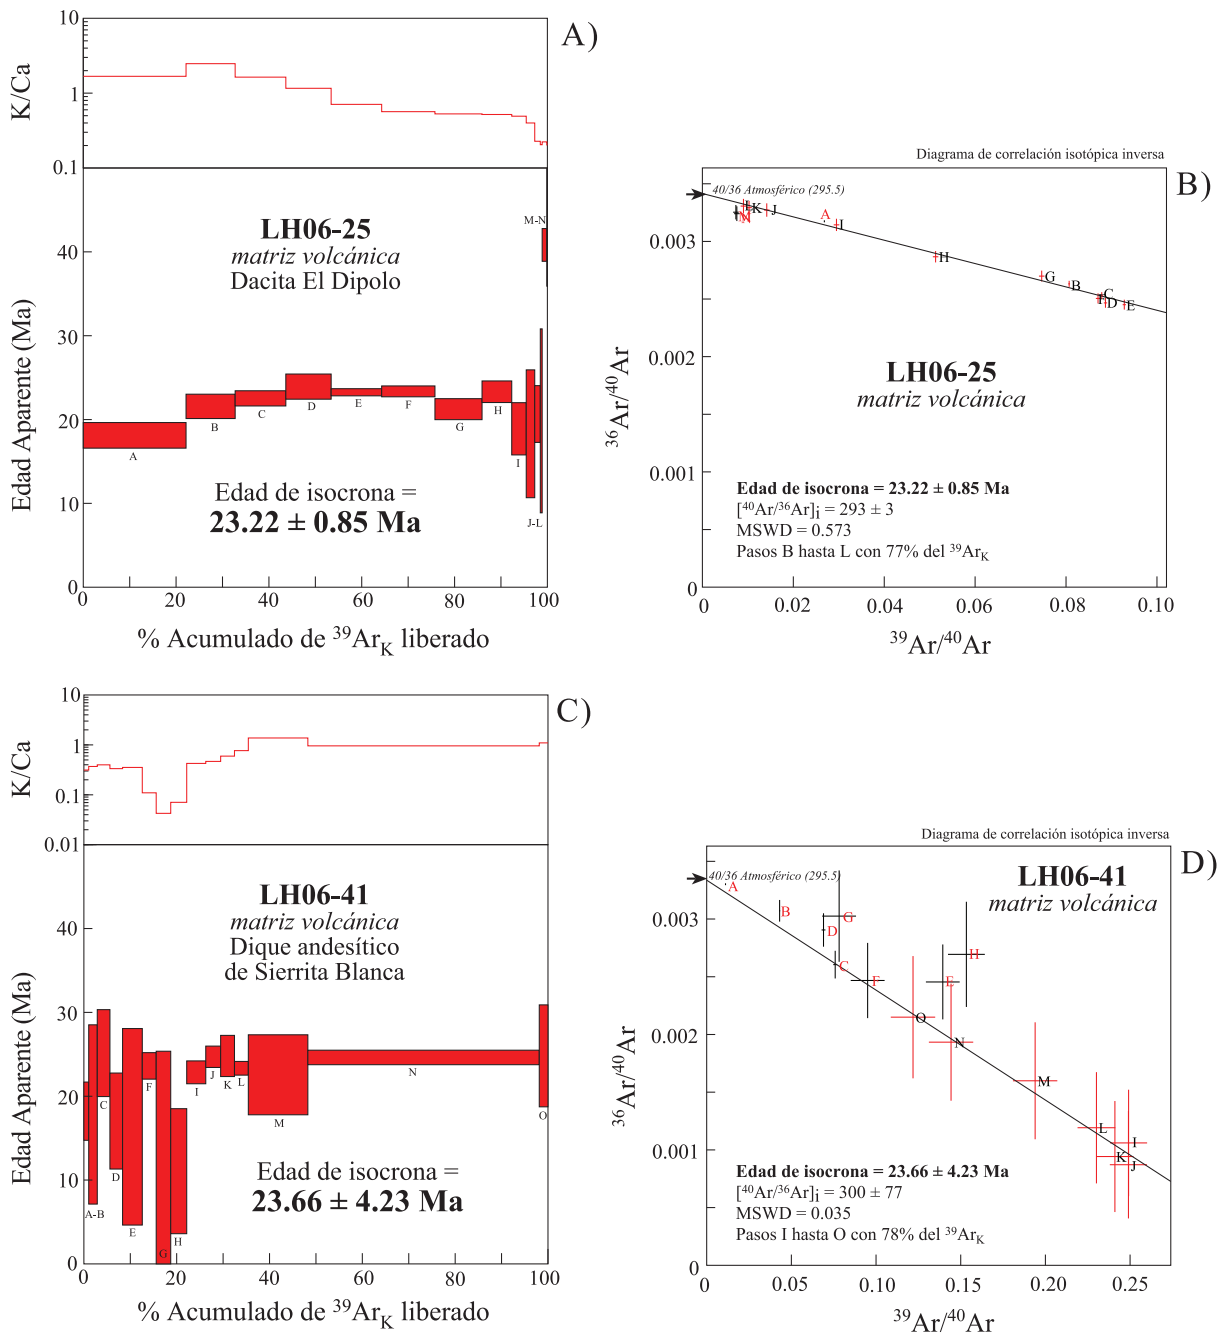 A)
10
1
0.1
K/Ca
LH06-25
matriz volcánica
Dacita El Dipolo
M-N
40
30
20
10
0
Edad Aparente (Ma)
A
B
C
D
E
F
G
H
I
J-L
Edad de isocrona =
23.22 ± 0.85 Ma
0 20 40 60 80 100
% Acumulado de ³⁹Ar_K liberado
Diagrama de correlación isotópica inversa
B)
40/36 Atmosférico (295.5)
0.003
0.002
0.001
0
³⁶Ar/⁴⁰Ar
L
K
J
N
A
I
H
G
B
C
F
D
E
LH06-25
matriz volcánica
Edad de isocrona = 23.22 ± 0.85 Ma
[⁴⁰Ar/³⁶Ar]i = 293 ± 3
MSWD = 0.573
Pasos B hasta L con 77% del ³⁹Ar_K
0 0.02 0.04 0.06 0.08 0.10
³⁹Ar/⁴⁰Ar
C)
10
1
0.1
0.01
K/Ca
LH06-41
matriz volcánica
Dique andesítico
de Sierrita Blanca
40
30
20
10
0
Edad Aparente (Ma)
A-B
C
D
E
F
G
H
I
J
K
L
M
N
O
Edad de isocrona =
23.66 ± 4.23 Ma
0 20 40 60 80 100
% Acumulado de ³⁹Ar_K liberado
Diagrama de correlación isotópica inversa
D)
40/36 Atmosférico (295.5)
LH06-41
matriz volcánica
0.003
0.002
0.001
0
³⁶Ar/⁴⁰Ar
A
B
D
G
C
F
E
H
O
N
M
L
I
K
J
Edad de isocrona = 23.66 ± 4.23 Ma
[⁴⁰Ar/³⁶Ar]i = 300 ± 77
MSWD = 0.035
Pasos I hasta O con 78% del ³⁹Ar_K
0 0.05 0.10 0.15 0.20 0.25
³⁹Ar/⁴⁰Ar